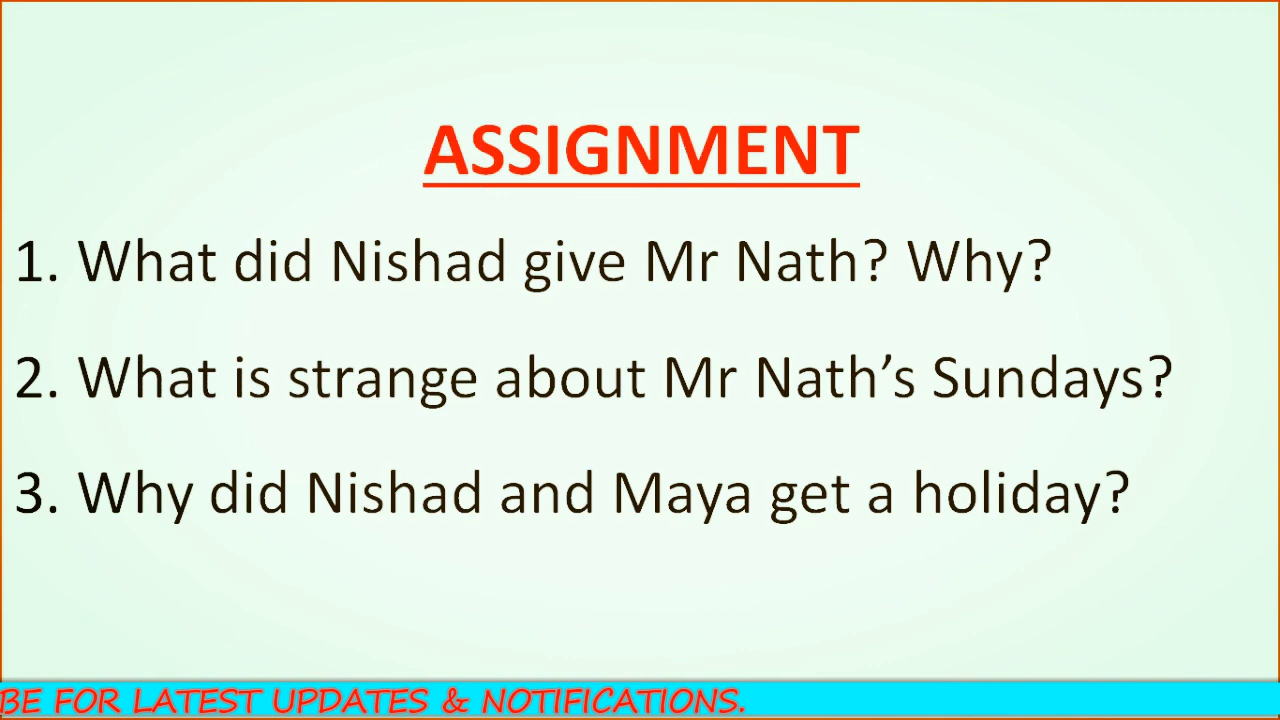 ASSIGNMENT
1. What did Nishad give Mr Nath? Why?
2. What is strange about Mr Nath’s Sundays?
3. Why did Nishad and Maya get a holiday?
BE FOR LATEST UPDATES & NOTIFICATIONS.